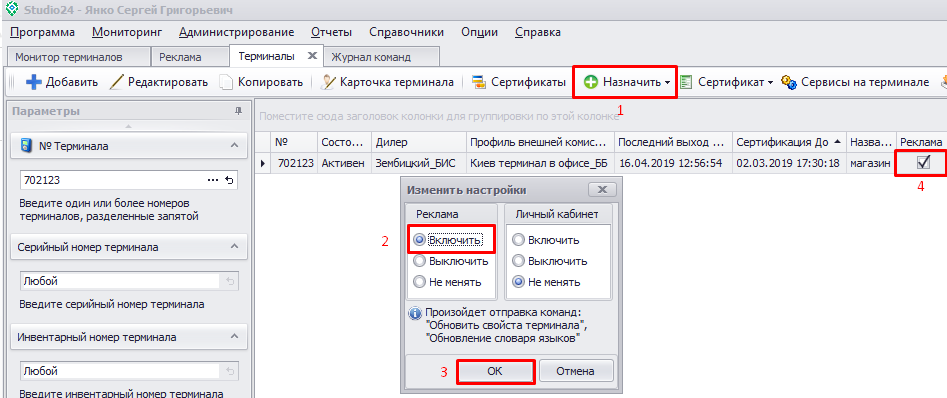 Studio24 - Янко Сергей Григорьевич
Программа Мониторинг Администрирование Отчеты Справочники Опции Справка
Монитор терминалов Реклама Терминалы Журнал команд
Добавить Редактировать Копировать Карточка терминала Сертификаты Назначить Сертификат Сервисы на терминале
1
Параметры
Поместите сюда заголовок колонки для группировки по этой колонке
№ Терминала
№ Состо... Дилер Профиль внешней комис... Последний выход ... Сертификация До Назва... Реклама
702123 Активен Зембицкий_БИС Киев терминал в офисе_ББ 16.04.2019 12:56:54 02.03.2019 17:30:18 магазин
4
702123
Введите один или более номеров
терминалов, разделенные запятой
Серийный номер терминала
Любой
Введите серийный номер терминала
Инвентарный номер терминала
Любой
Введите инвентарный номер терминала
Изменить настройки
Реклама Личный кабинет
2 Включить Включить
Выключить Выключить
Не менять Не менять
Произойдет отправка команд:
"Обновить свойста терминала",
"Обновление словаря языков"
3 OK Отмена